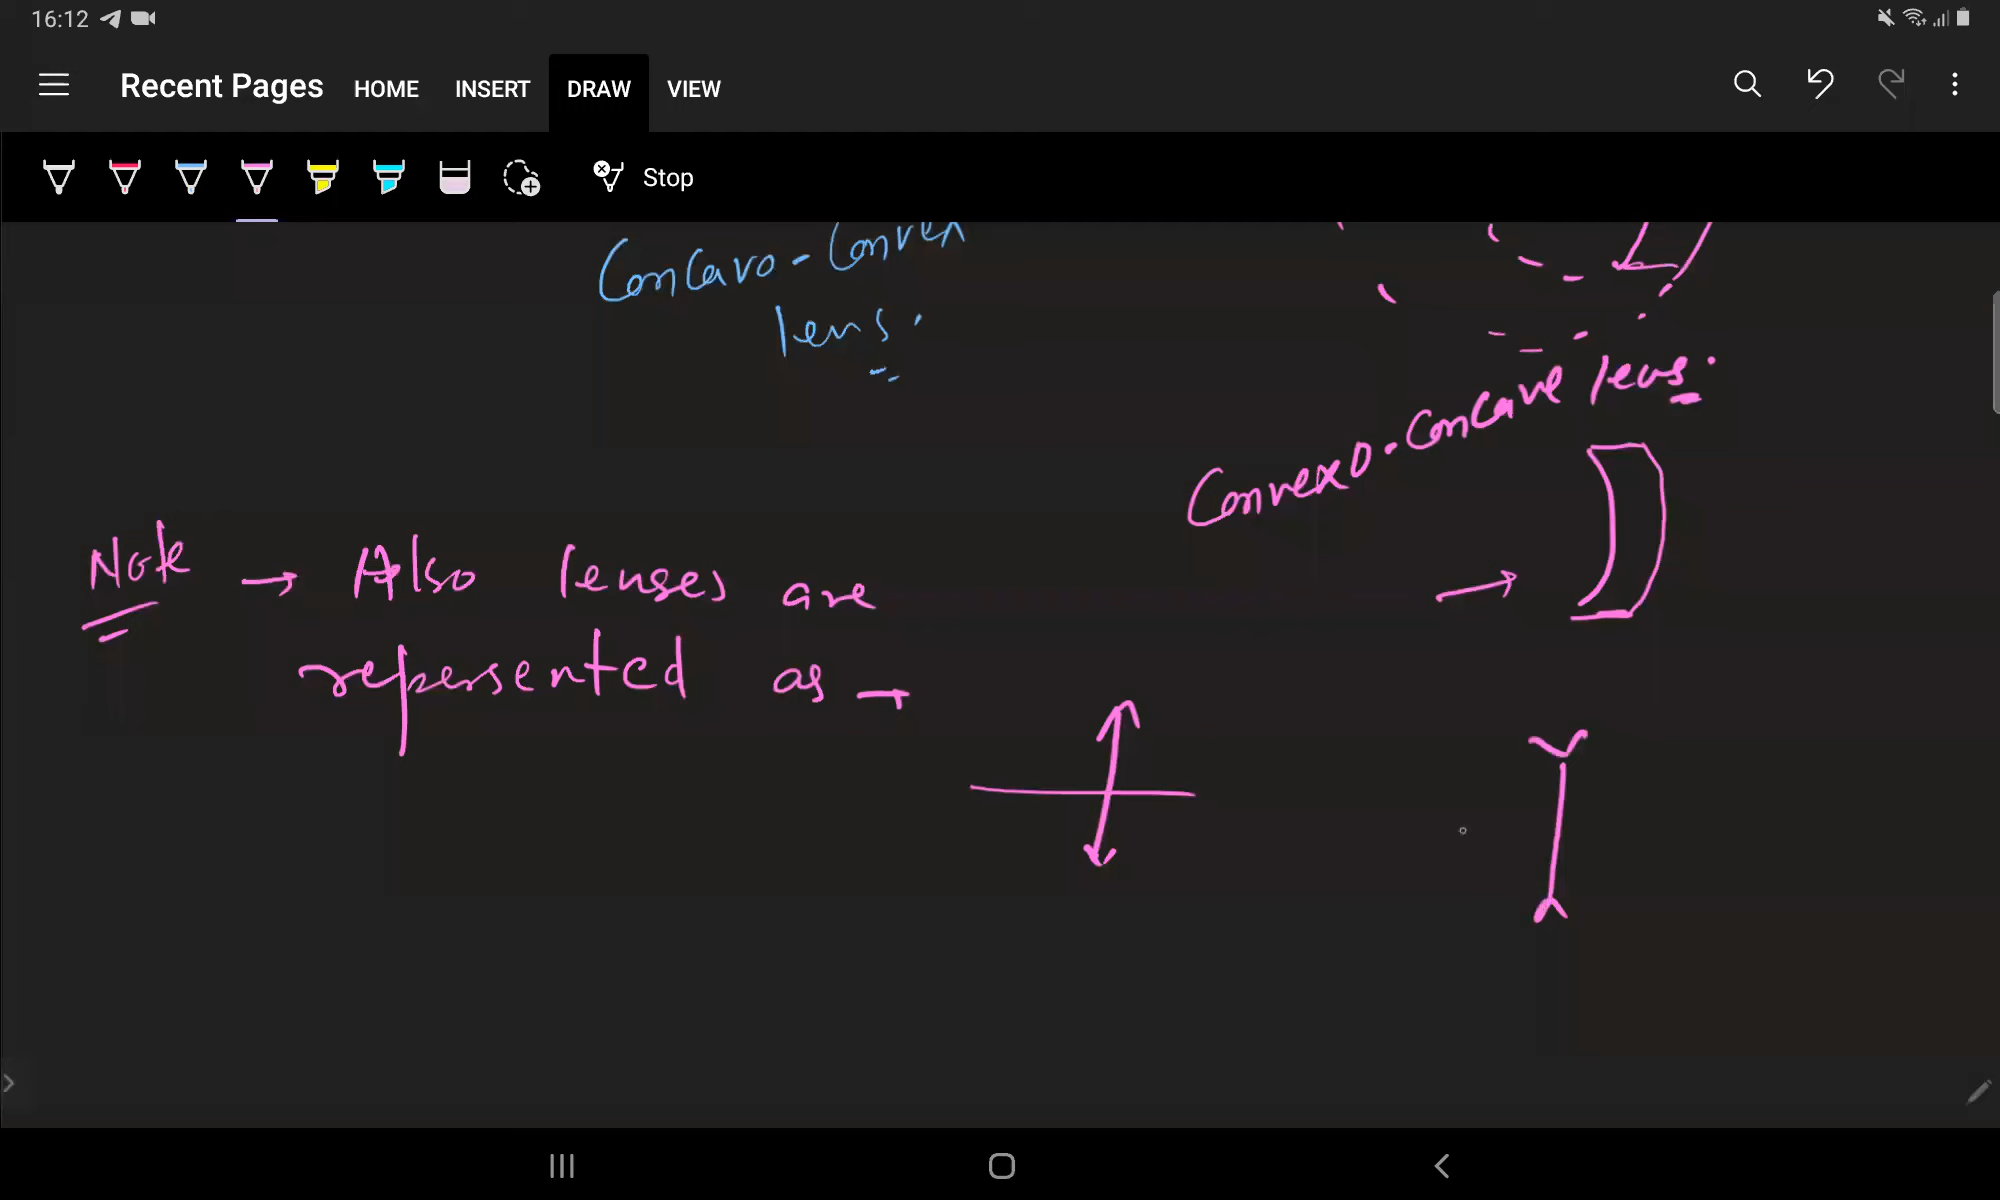 16:12
Recent Pages HOME INSERT DRAW VIEW
Stop
Concavo-Convex
lens.
Convexo-Concave lens.
Note → Also lenses are
repersented as →